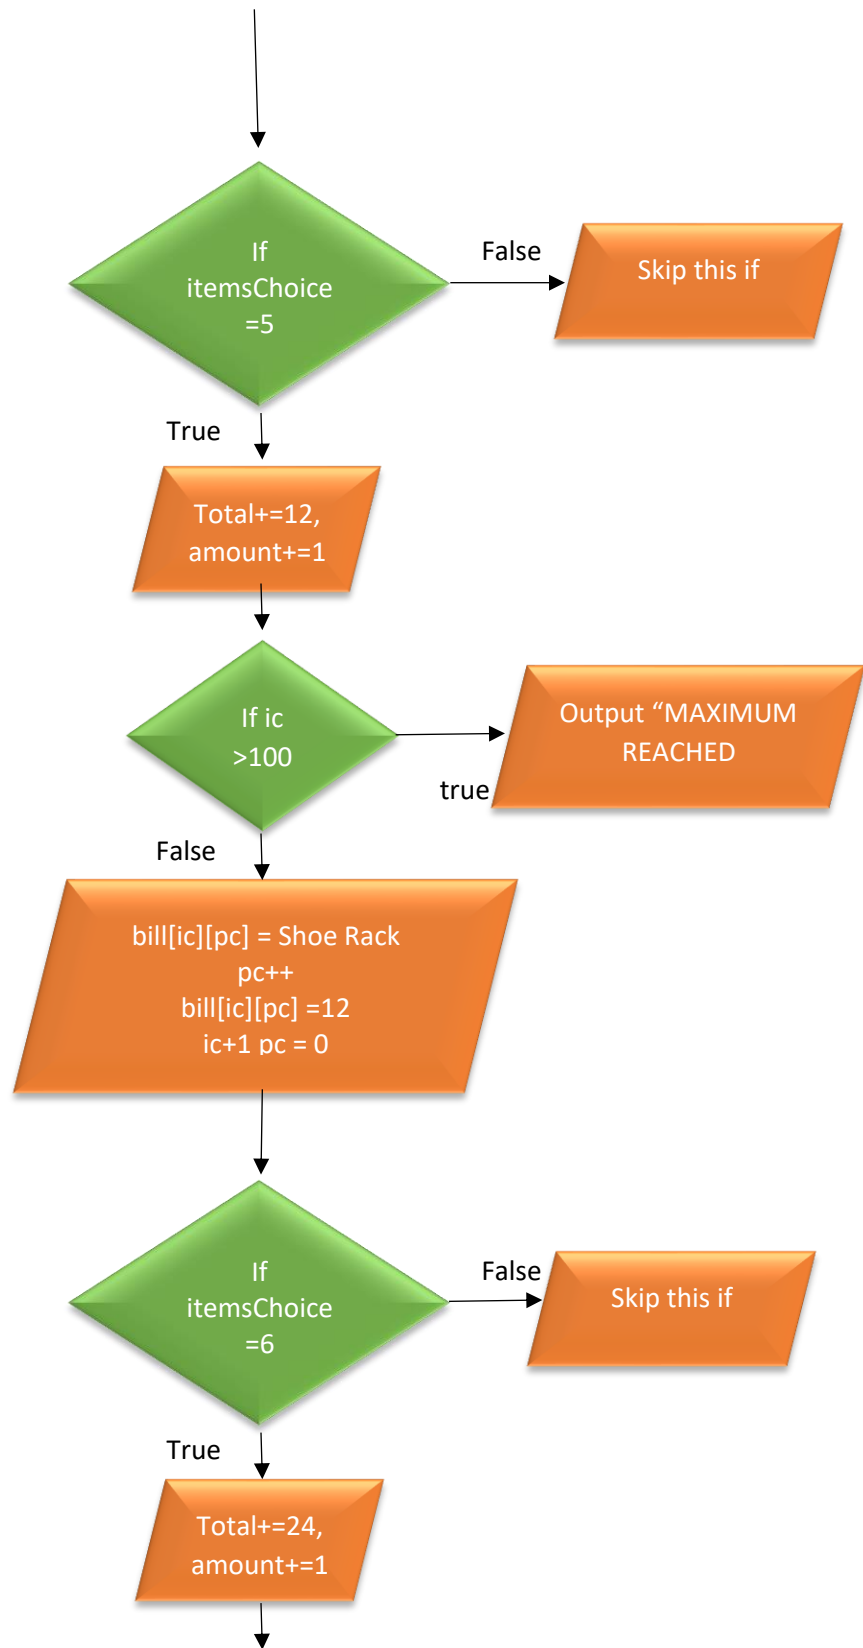 If
itemsChoice
=5
False
Skip this if
True
Total+=12,
amount+=1
If ic
>100
true
Output “MAXIMUM
REACHED
False
bill[ic][pc] = Shoe Rack
pc++
bill[ic][pc] =12
ic+1 pc = 0
If
itemsChoice
=6
False
Skip this if
True
Total+=24,
amount+=1